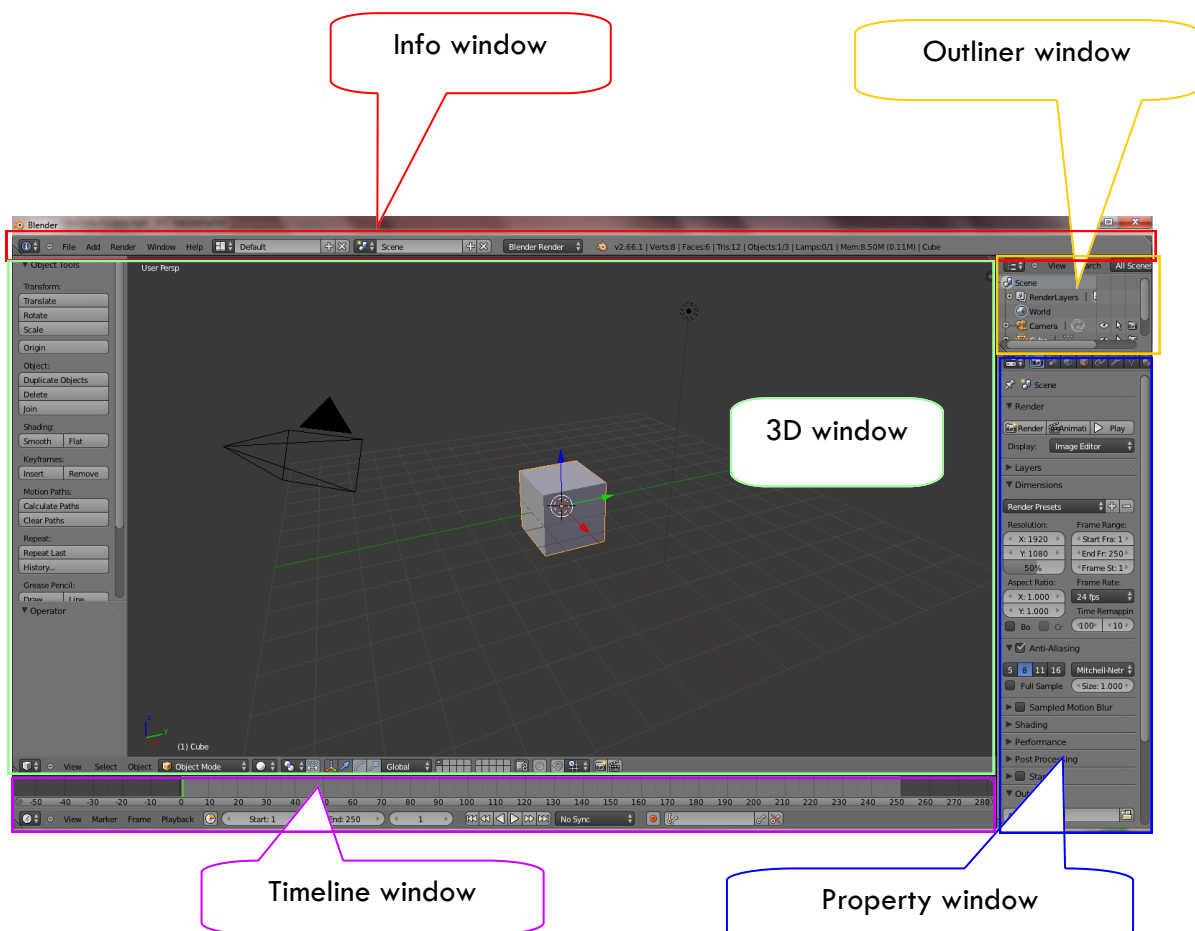 Info window
Outliner window
Blender
File Add Render Window Help Default Scene Blender Render v2.66.1 | Verts:8 | Faces:6 | Tris:12 | Objects:1/3 | Lamps:0/1 | Mem:8.50M (0.11M) | Cube
Object Tools
Transform:
Translate
Rotate
Scale
Origin
Object:
Duplicate Objects
Delete
Join
Shading:
Smooth Flat
Keyframes:
Insert Remove
Motion Paths:
Calculate Paths
Clear Paths
Repeat:
Repeat Last
History...
Grease Pencil:
Draw Line
Operator
User Persp
3D window
z
y
(1) Cube
View Select Object Object Mode Global
View All Scenes
Scene
RenderLayers
World
Camera
Cube
Scene
Render
Render Animati Play
Display: Image Editor
Layers
Dimensions
Render Presets
Resolution: Frame Range:
X: 1920 Start Fra: 1
Y: 1080 End Fr: 250
50% Frame St: 1
Aspect Ratio: Frame Rate:
X: 1.000 24 fps
Y: 1.000 Time Remappin
Bo Cr 100 10
Anti-Aliasing
5 8 11 16 Mitchell-Netr
Full Sample Size: 1.000
Sampled Motion Blur
Shading
Performance
Post Processing
-50 -40 -30 -20 -10 0 10 20 30 40 50 60 70 80 90 100 110 120 130 140 150 160 170 180 190 200 210 220 230 240 250 260 270 280
View Marker Frame Playback Start: 1 End: 250 1 No Sync
Timeline window
Property window